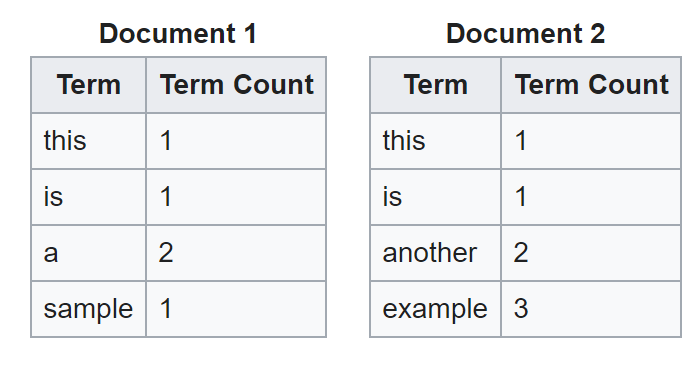 Document 1
Term Term Count
this 1
is 1
a 2
sample 1
Document 2
Term Term Count
this 1
is 1
another 2
example 3